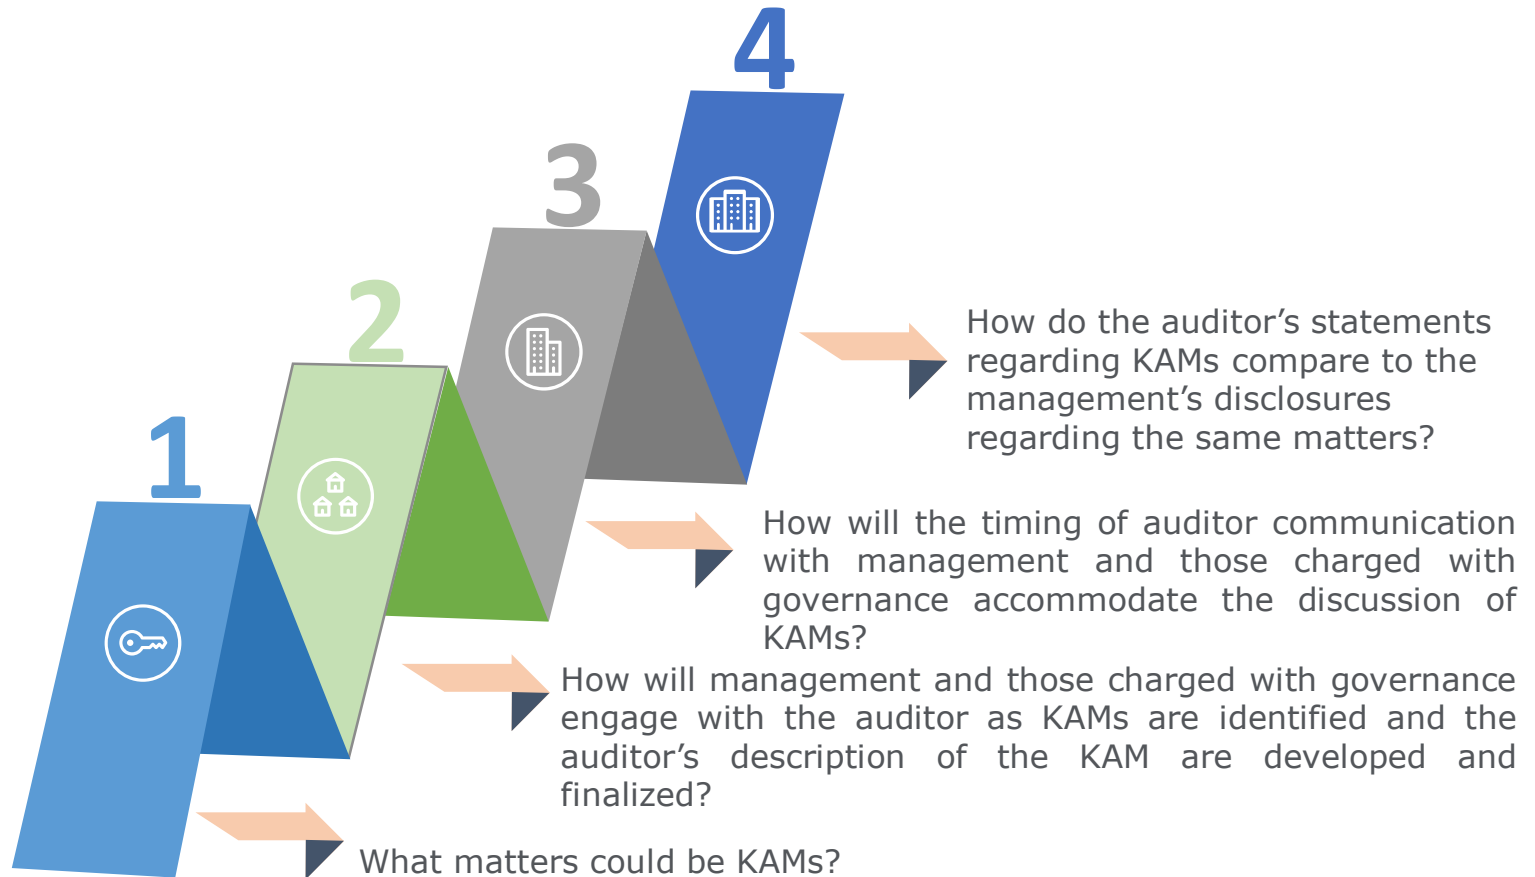 4
3
2
1
How do the auditor’s statements
regarding KAMs compare to the
management’s disclosures
regarding the same matters?
How will the timing of auditor communication
with management and those charged with
governance accommodate the discussion of
KAMs?
How will management and those charged with governance
engage with the auditor as KAMs are identified and the
auditor’s description of the KAM are developed and
finalized?
What matters could be KAMs?